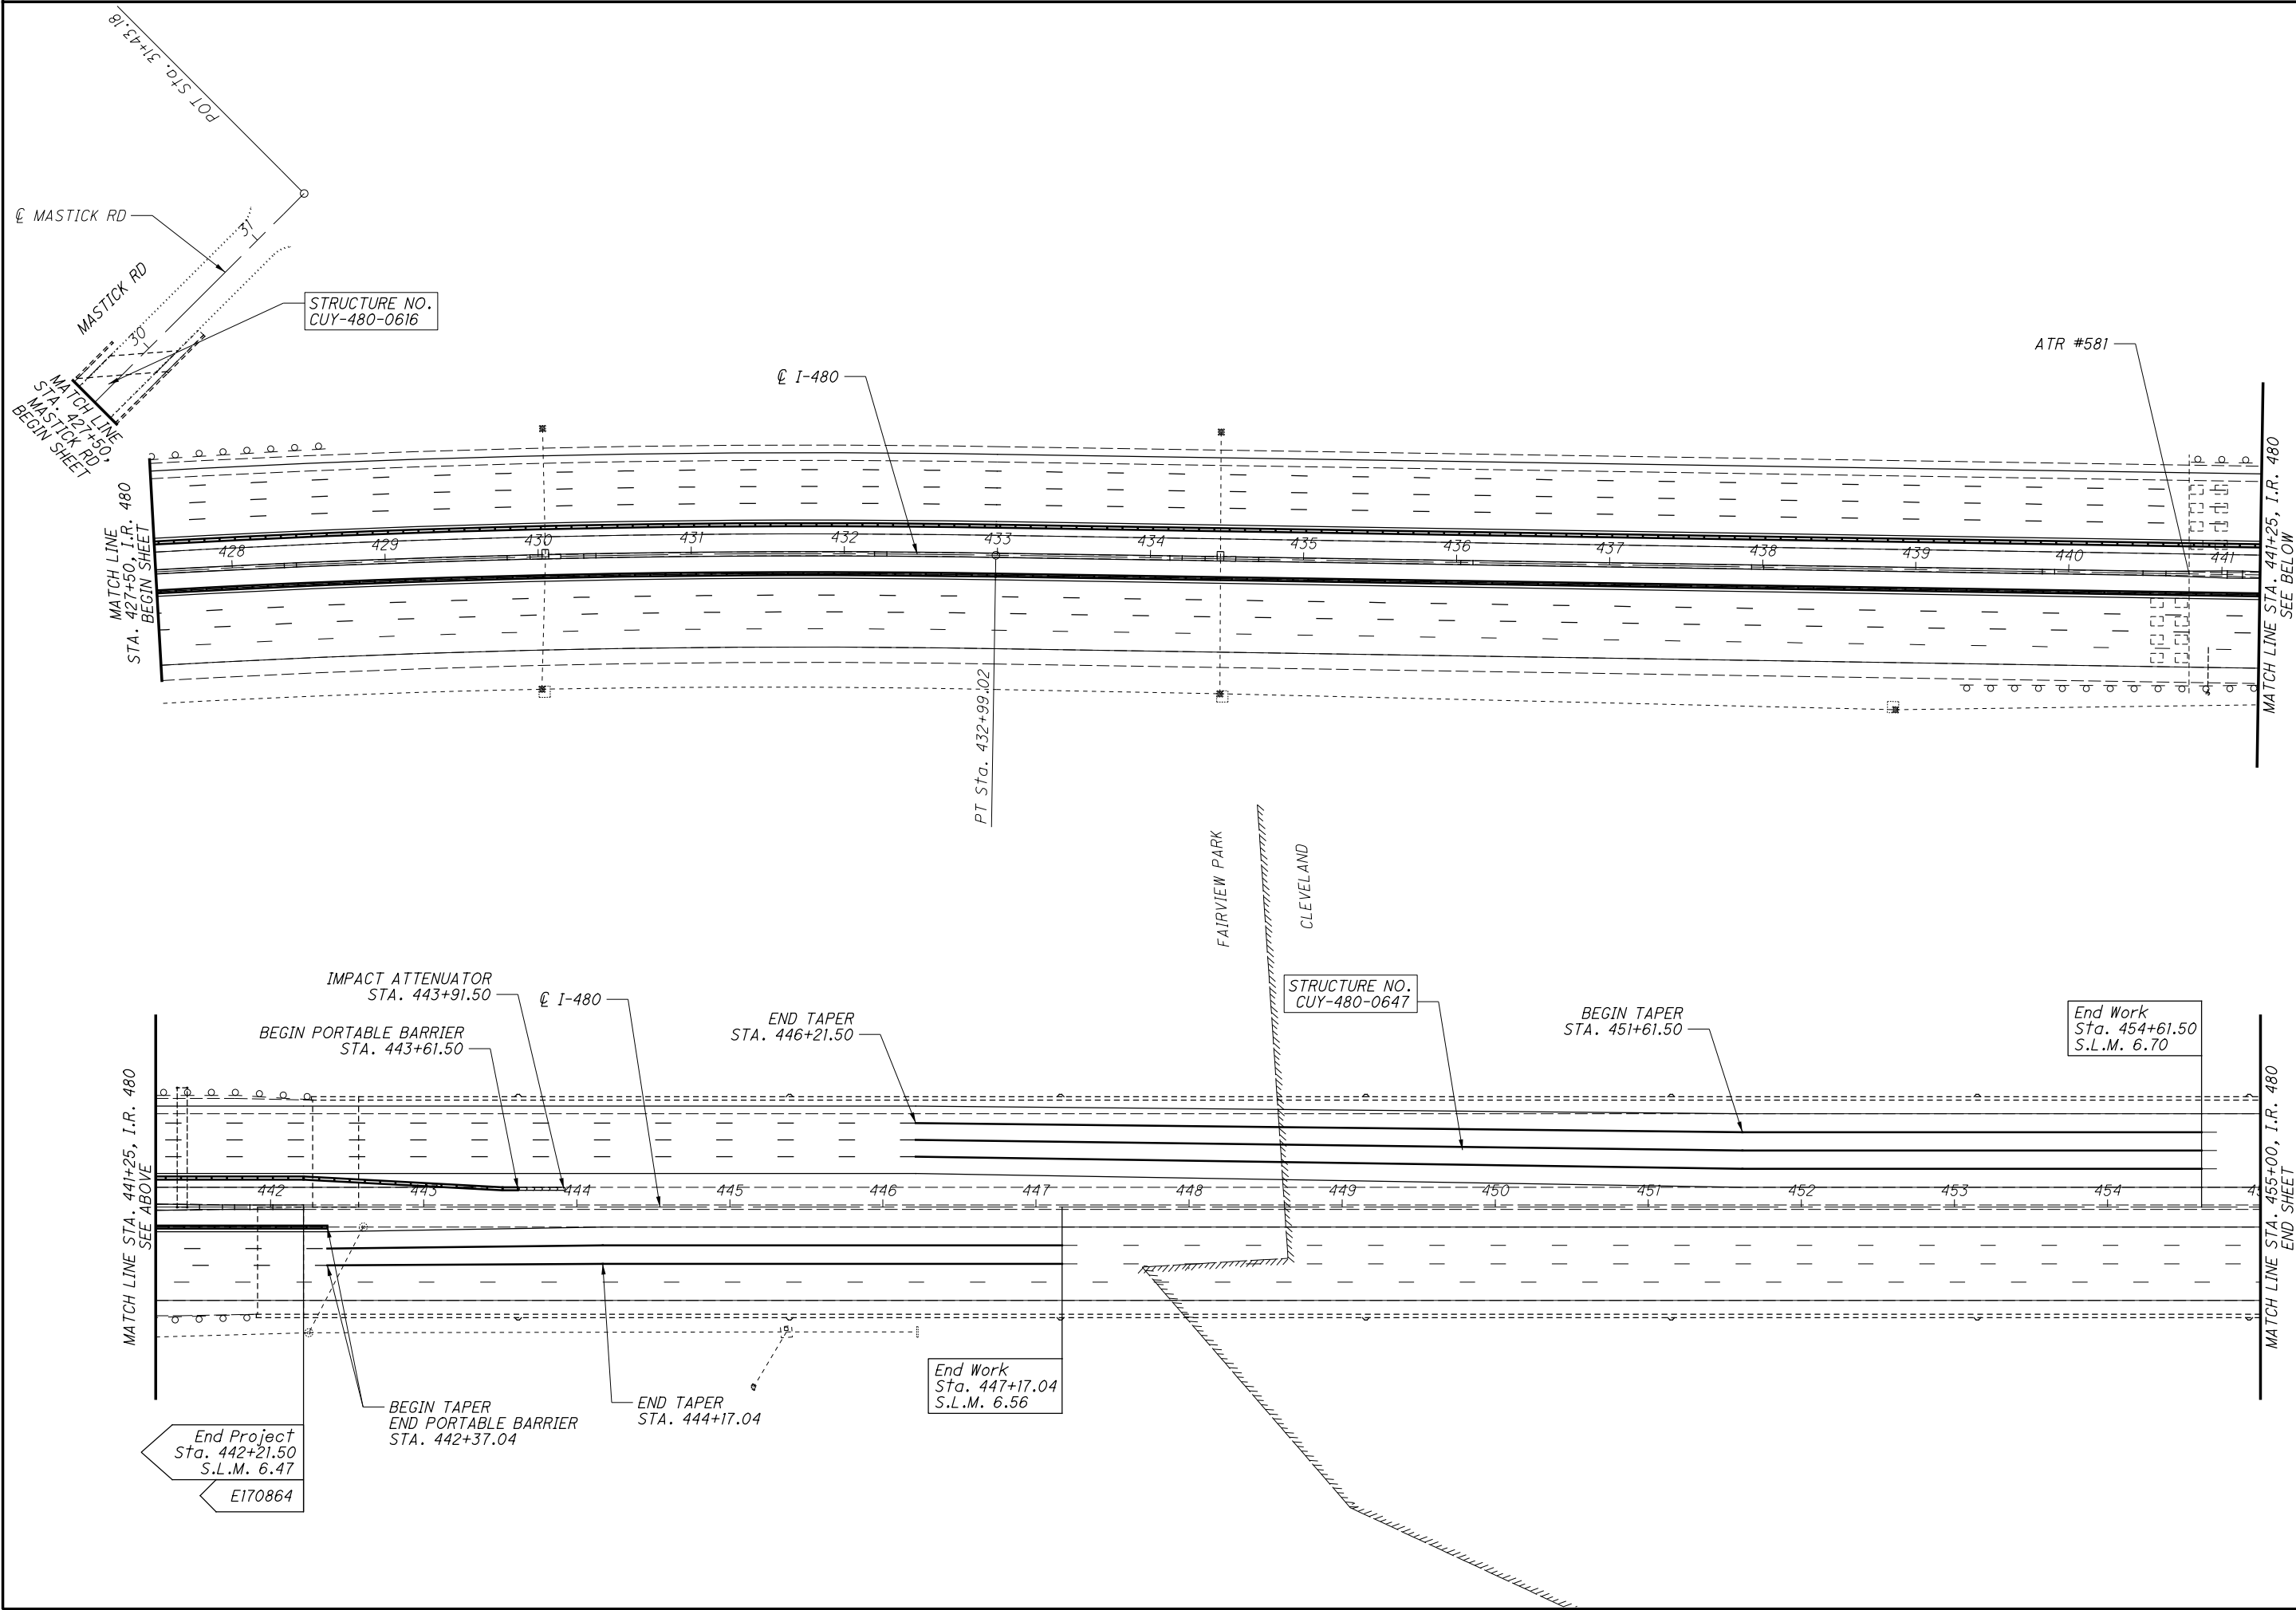 POT Sta. 31+43.18
℄ MASTICK RD
31
MASTICK RD
30
STRUCTURE NO.
CUY-480-0616
MATCH LINE
STA. 427+50,
MASTICK RD
BEGIN SHEET
ATR #581
℄ I-480
MATCH LINE
STA. 427+50, I.R. 480
BEGIN SHEET
428
429
430
431
432
433
434
435
436
437
438
439
440
441
MATCH LINE STA. 441+25, I.R. 480
SEE BELOW
PT Sta. 432+99.02
FAIRVIEW PARK
CLEVELAND
IMPACT ATTENUATOR
STA. 443+91.50
℄ I-480
BEGIN PORTABLE BARRIER
STA. 443+61.50
END TAPER
STA. 446+21.50
STRUCTURE NO.
CUY-480-0647
BEGIN TAPER
STA. 451+61.50
End Work
Sta. 454+61.50
S.L.M. 6.70
MATCH LINE STA. 441+25, I.R. 480
SEE ABOVE
442
443
444
445
446
447
448
449
450
451
452
453
454
45
MATCH LINE STA. 455+00, I.R. 480
END SHEET
End Work
Sta. 447+17.04
S.L.M. 6.56
BEGIN TAPER
END PORTABLE BARRIER
STA. 442+37.04
END TAPER
STA. 444+17.04
End Project
Sta. 442+21.50
S.L.M. 6.47
E170864